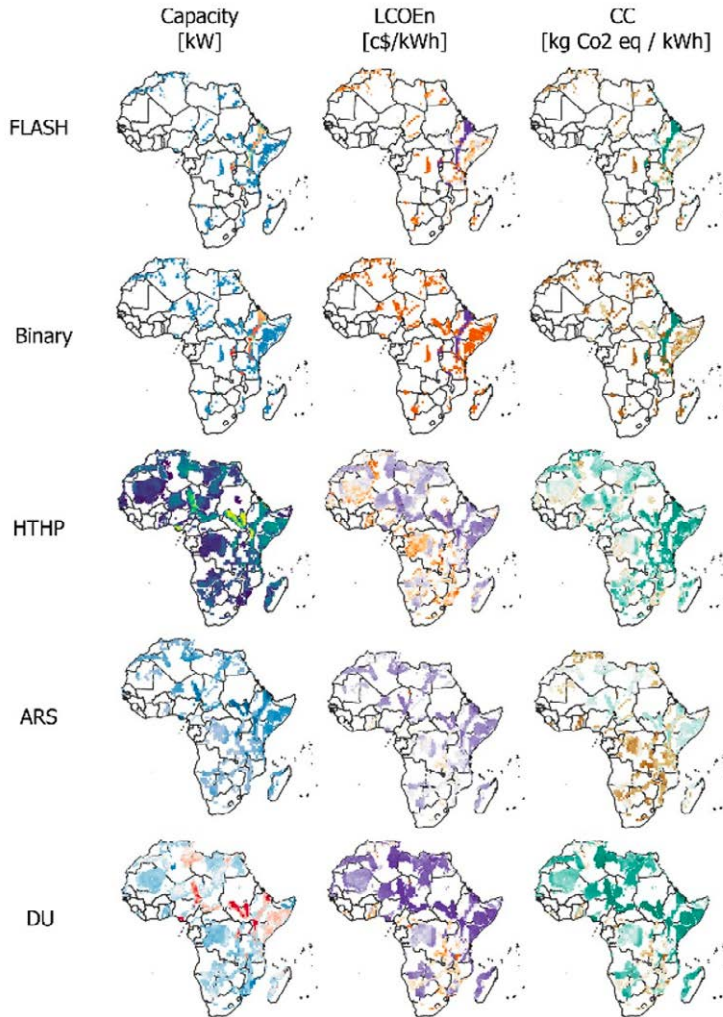 Capacity
[kW]
LCOEn
[c$/kWh]
CC
[kg Co2 eq / kWh]
FLASH
Binary
HTHP
ARS
DU